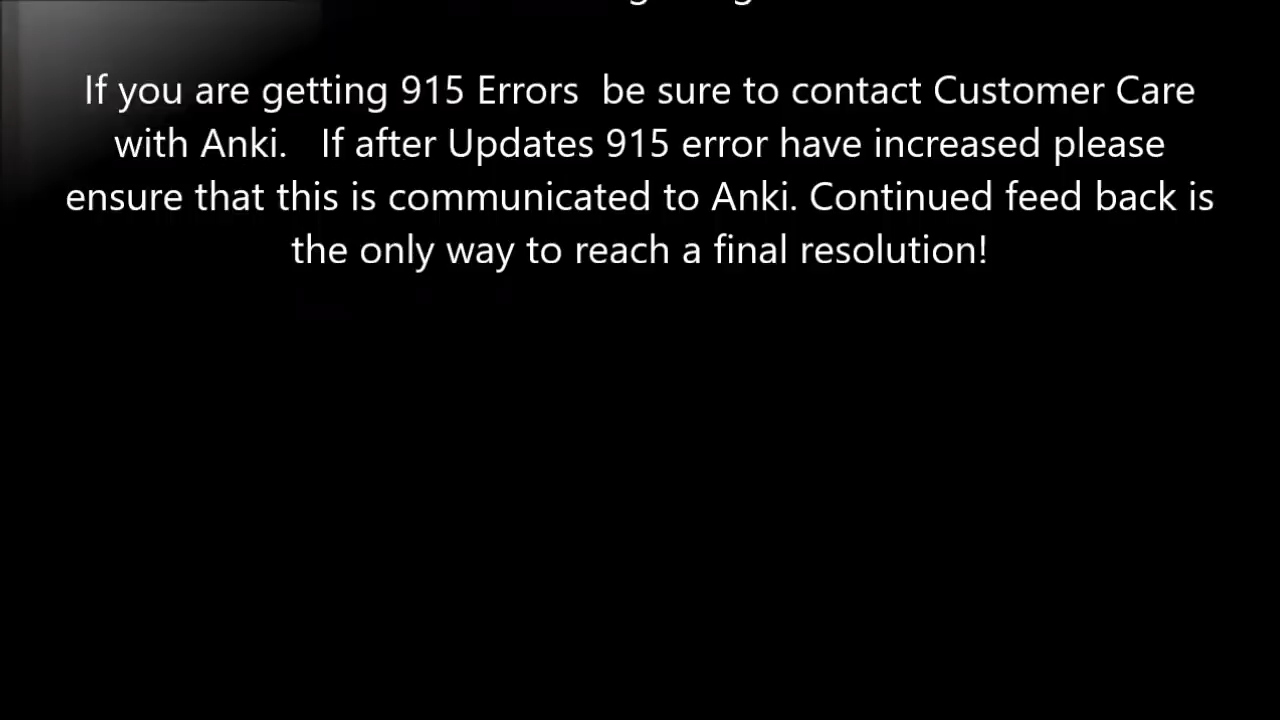 If you are getting 915 Errors  be sure to contact Customer Care
with Anki.   If after Updates 915 error have increased please
ensure that this is communicated to Anki. Continued feed back is
the only way to reach a final resolution!